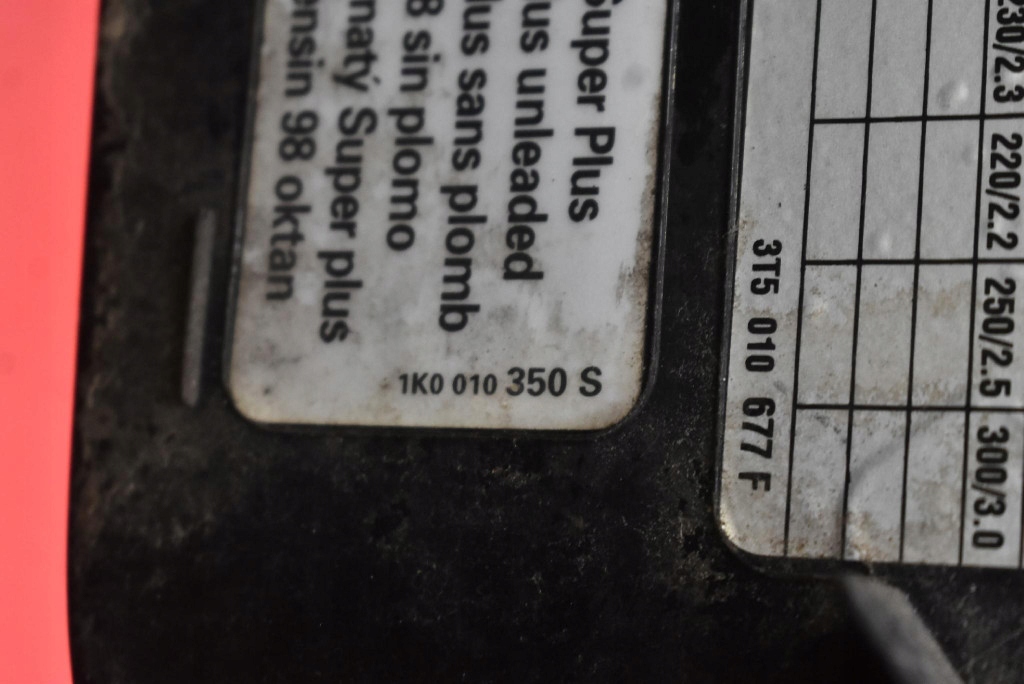 Super Plus
us unleaded
lus sans plomb
8 sin plomo
natý Super plus
ensin 98 oktan
1K0 010 350 S
230/2.3 220/2.2 250/2.5 300/3.0
3T5 010 677 F